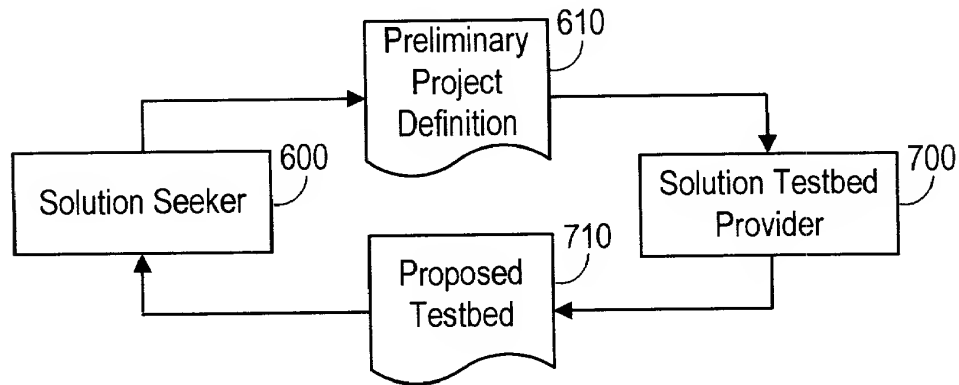 Preliminary
Project
Definition
610
Solution Seeker
600
Solution Testbed
Provider
700
Proposed
Testbed
710